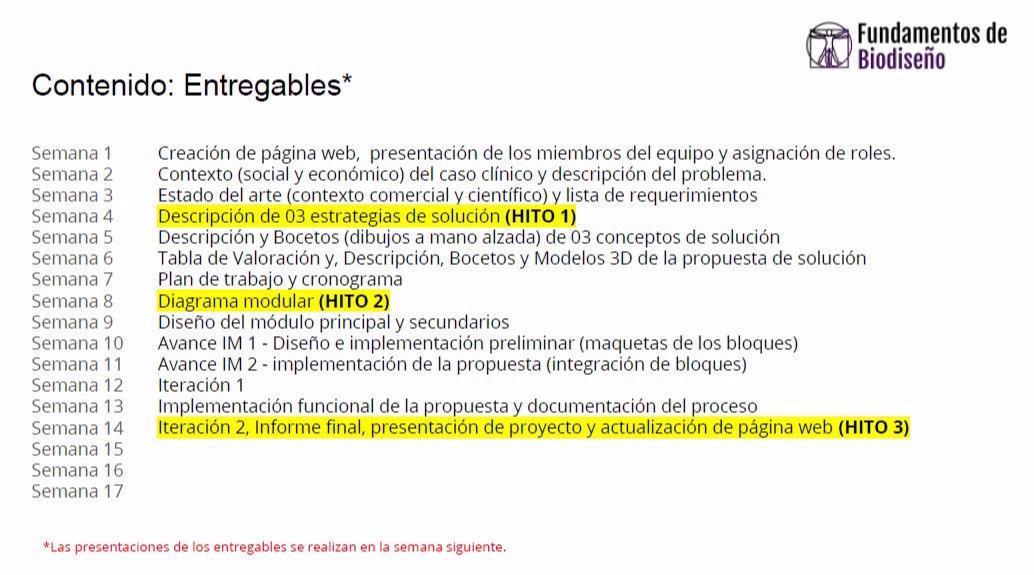 Fundamentos de
Biodiseño
Contenido: Entregables*
Semana 1 Creación de página web, presentación de los miembros del equipo y asignación de roles.
Semana 2 Contexto (social y económico) del caso clínico y descripción del problema.
Semana 3 Estado del arte (contexto comercial y científico) y lista de requerimientos
Semana 4 Descripción de 03 estrategias de solución (HITO 1)
Semana 5 Descripción y Bocetos (dibujos a mano alzada) de 03 conceptos de solución
Semana 6 Tabla de Valoración y, Descripción, Bocetos y Modelos 3D de la propuesta de solución
Semana 7 Plan de trabajo y cronograma
Semana 8 Diagrama modular (HITO 2)
Semana 9 Diseño del módulo principal y secundarios
Semana 10 Avance IM 1 - Diseño e implementación preliminar (maquetas de los bloques)
Semana 11 Avance IM 2 - implementación de la propuesta (integración de bloques)
Semana 12 Iteración 1
Semana 13 Implementación funcional de la propuesta y documentación del proceso
Semana 14 Iteración 2, Informe final, presentación de proyecto y actualización de página web (HITO 3)
Semana 15
Semana 16
Semana 17
*Las presentaciones de los entregables se realizan en la semana siguiente.